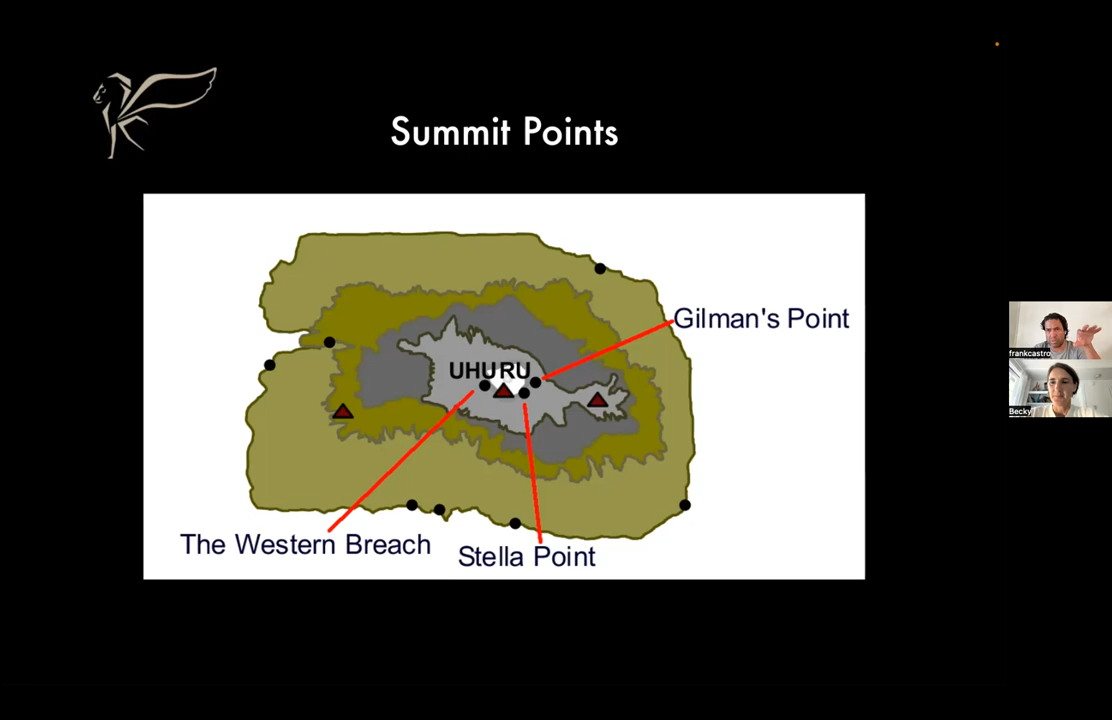 Summit Points
Gilman's Point
UHURU
The Western Breach
Stella Point
frankcastro
Becky